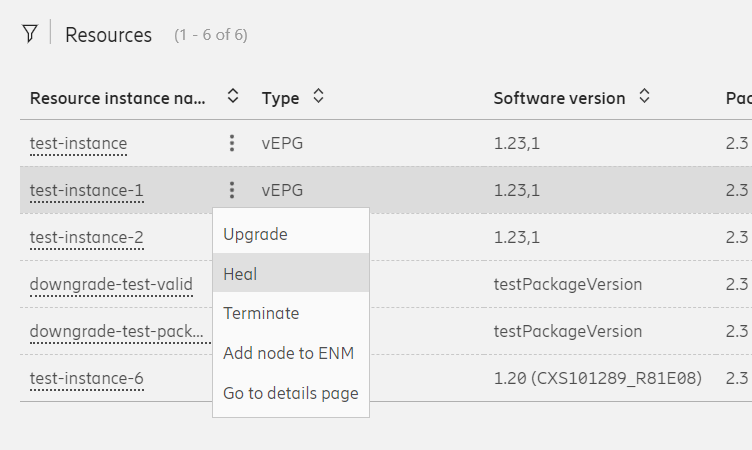 Resources (1 - 6 of 6)
Resource instance na... Type Software version Pac
test-instance vEPG 1.23,1 2.3
test-instance-1 vEPG 1.23,1 2.3
test-instance-2 1.23,1 2.3
downgrade-test-valid testPackageVersion 2.3
downgrade-test-pack... testPackageVersion 2.3
test-instance-6 1.20 (CXS101289_R81E08) 2.3
Upgrade
Heal
Terminate
Add node to ENM
Go to details page